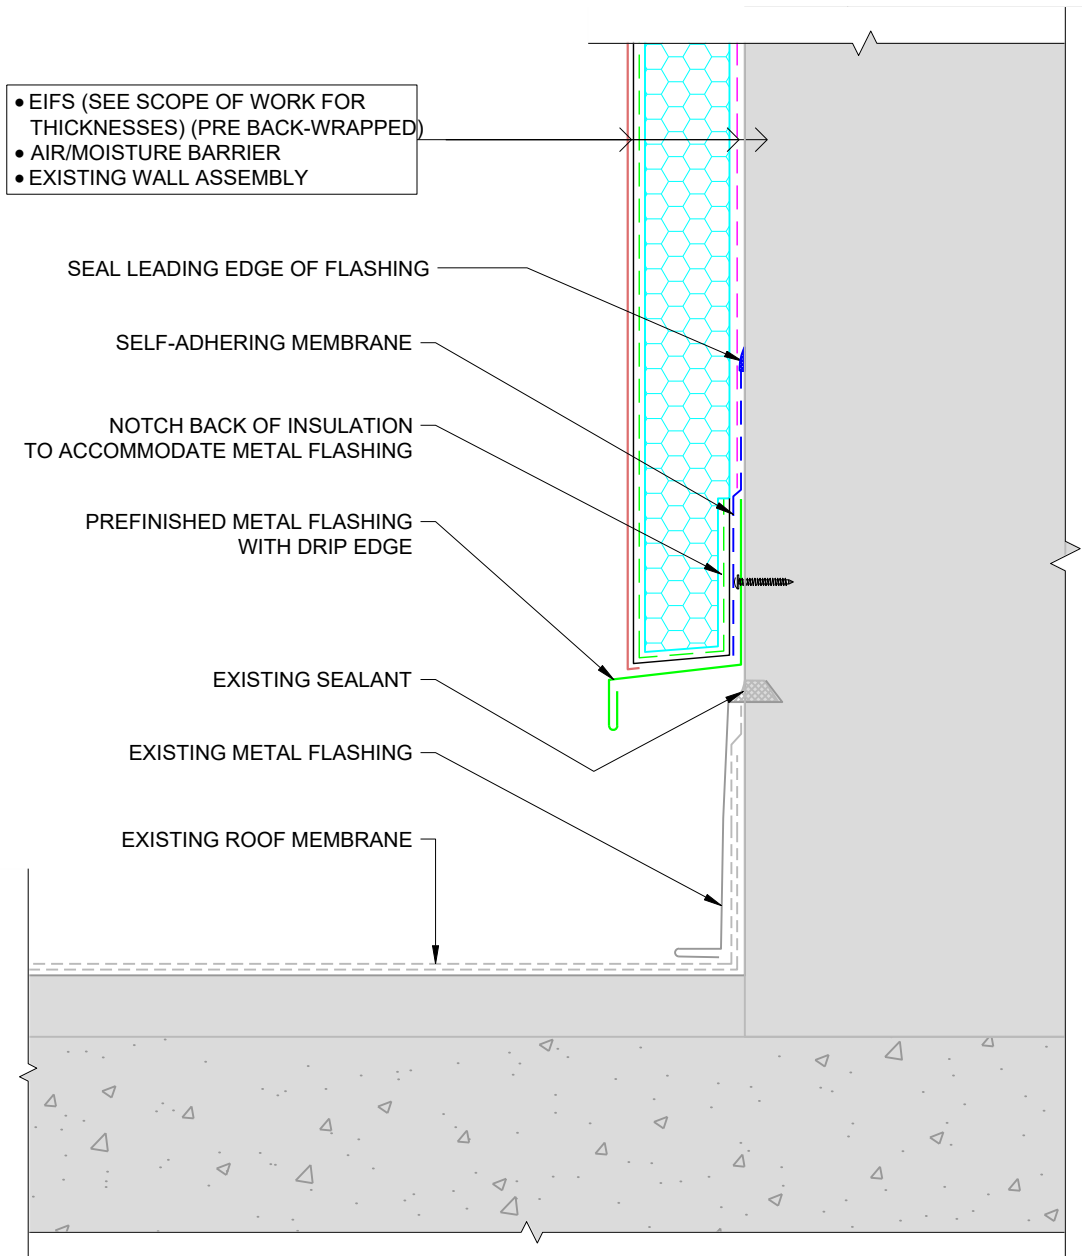 • EIFS (SEE SCOPE OF WORK FOR
THICKNESSES) (PRE BACK-WRAPPED)
• AIR/MOISTURE BARRIER
• EXISTING WALL ASSEMBLY
SEAL LEADING EDGE OF FLASHING
SELF-ADHERING MEMBRANE
NOTCH BACK OF INSULATION
TO ACCOMMODATE METAL FLASHING
PREFINISHED METAL FLASHING
WITH DRIP EDGE
EXISTING SEALANT
EXISTING METAL FLASHING
EXISTING ROOF MEMBRANE